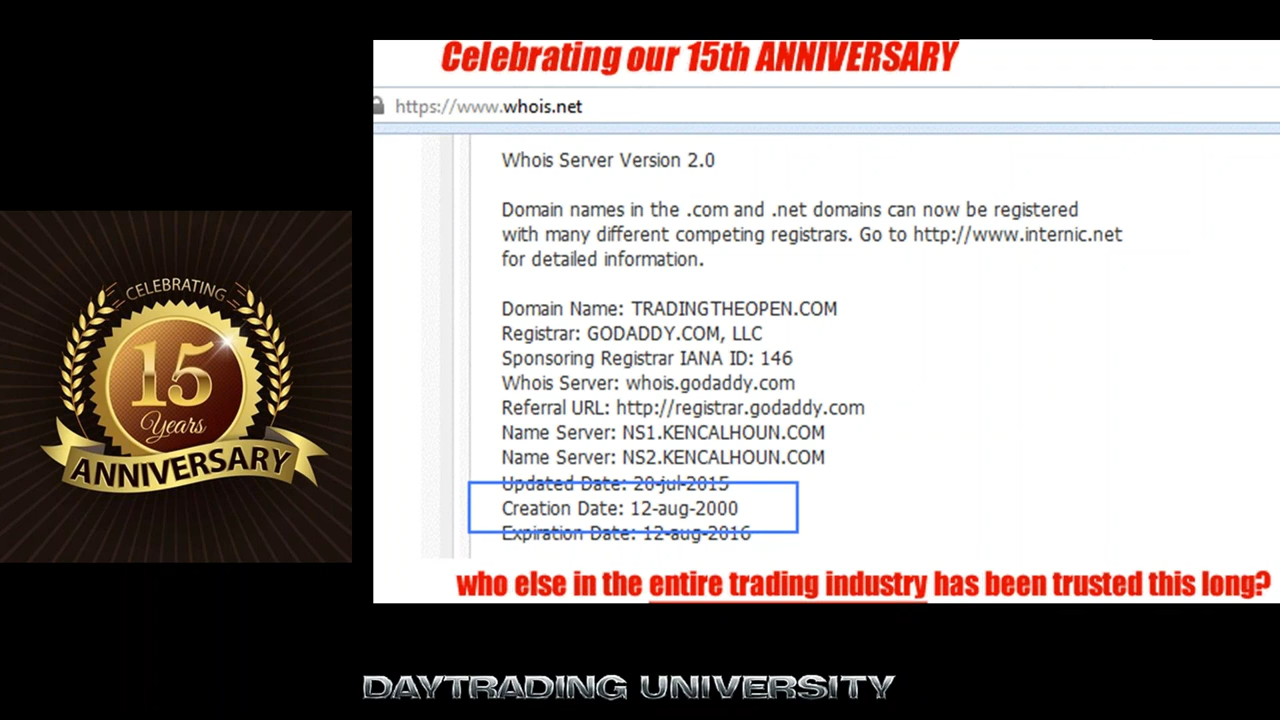 Celebrating our 15th ANNIVERSARY
https://www.whois.net
Whois Server Version 2.0
Domain names in the .com and .net domains can now be registered
with many different competing registrars. Go to http://www.internic.net
for detailed information.
Domain Name: TRADINGTHEOPEN.COM
Registrar: GODADDY.COM, LLC
Sponsoring Registrar IANA ID: 146
Whois Server: whois.godaddy.com
Referral URL: http://registrar.godaddy.com
Name Server: NS1.KENCALHOUN.COM
Name Server: NS2.KENCALHOUN.COM
Updated Date: 20-jul-2015
Creation Date: 12-aug-2000
Expiration Date: 12-aug-2016
who else in the entire trading industry has been trusted this long?
CELEBRATING
15
Years
ANNIVERSARY
DAYTRADING UNIVERSITY